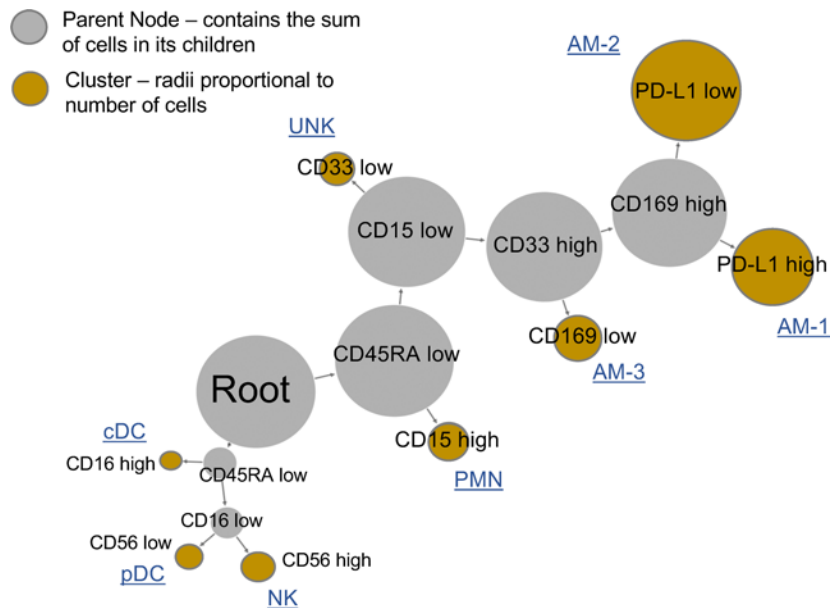 Parent Node – contains the sum
of cells in its children
Cluster – radii proportional to
number of cells
AM-2
PD-L1 low
UNK
CD33 low
CD169 high
CD15 low
CD33 high
PD-L1 high
AM-1
CD169 low
CD45RA low
AM-3
Root
cDC
CD15 high
CD16 high
CD45RA low
PMN
CD16 low
CD56 low
CD56 high
pDC
NK